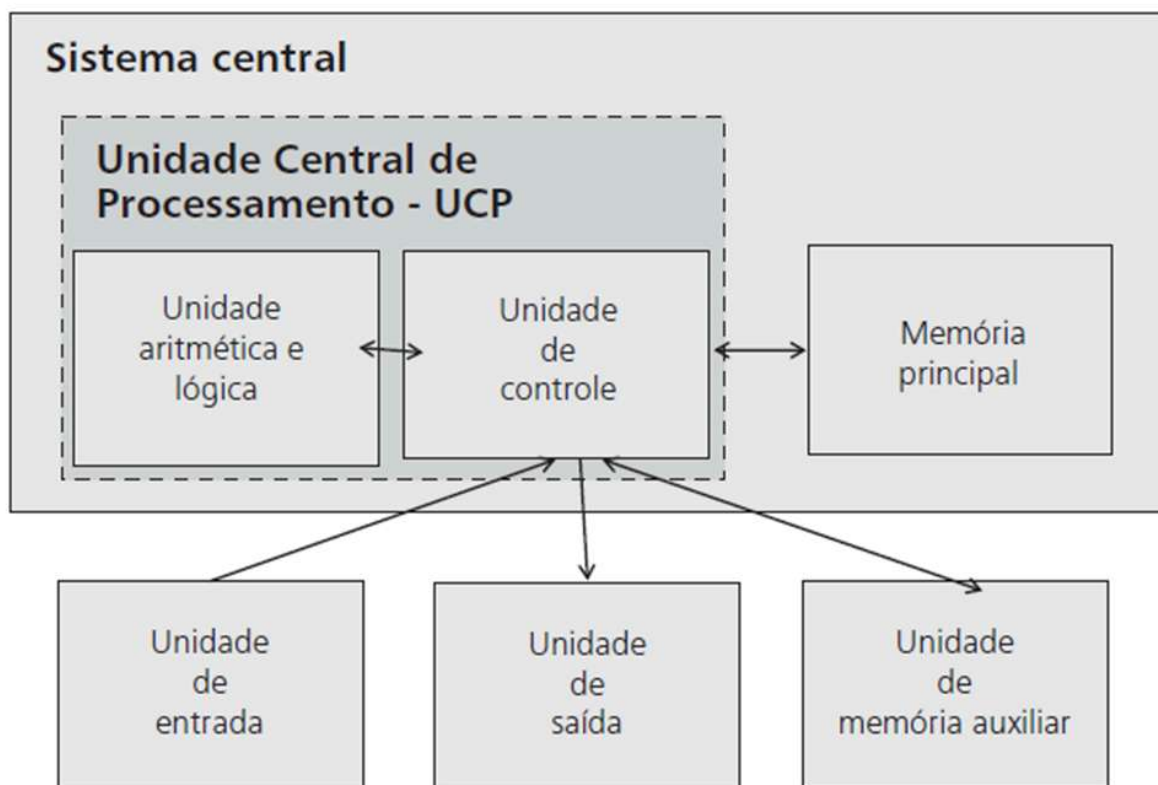 Sistema central
Unidade Central de
Processamento - UCP
Unidade
aritmética e
lógica
Unidade
de
controle
Memória
principal
Unidade
de
entrada
Unidade
de
saída
Unidade
de
memória auxiliar